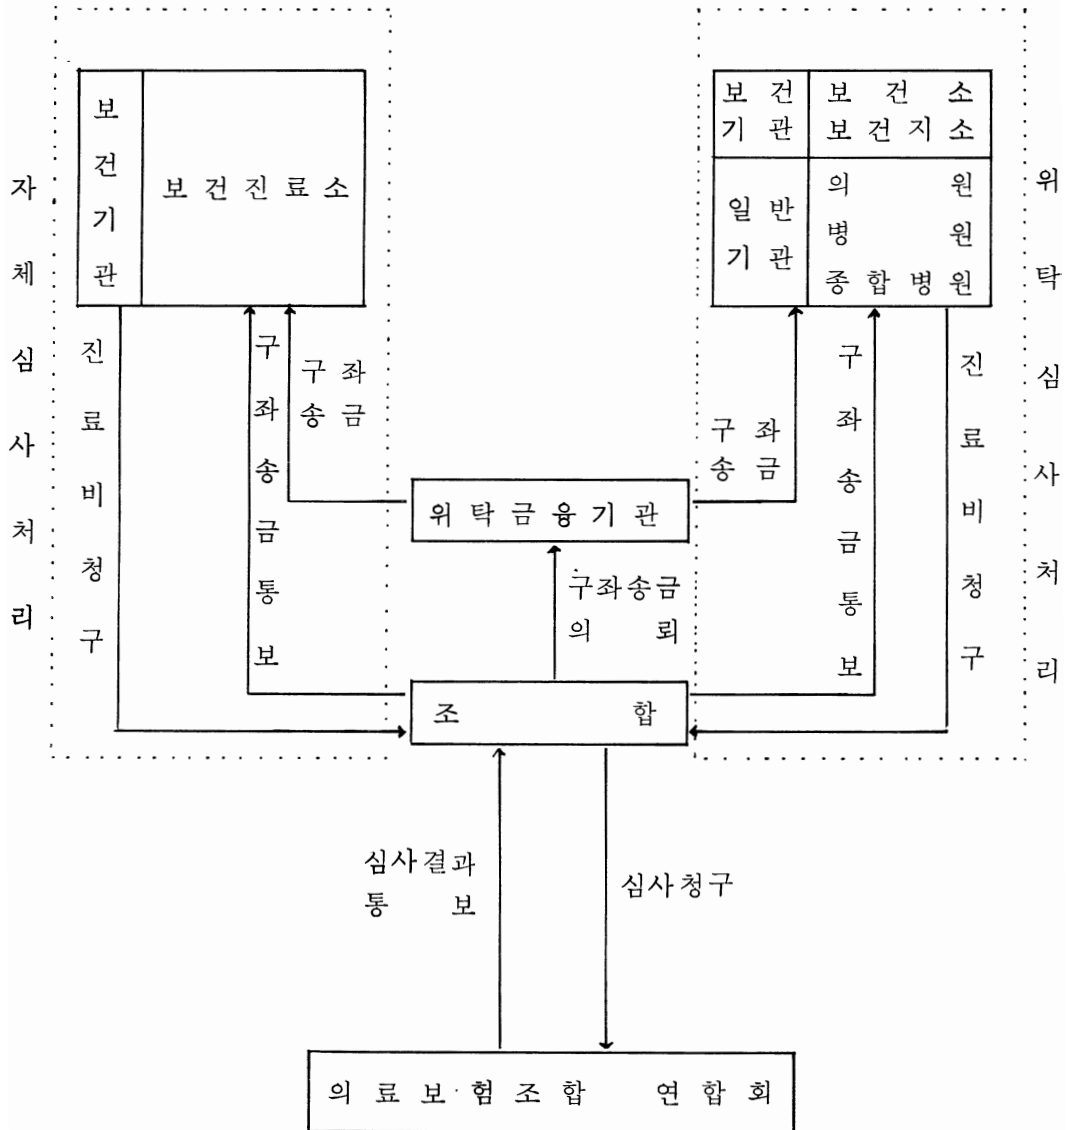 자체심사처리
보건기관
보건진료소
진료비청구
구좌송금통보
구좌
송금
보건
기관
보건소
보건지소
일반
기관
의원
병원
종합병원
구좌
송금
구좌송금통보
진료비청구
위탁심사처리
위탁금융기관
구좌송금
의뢰
조합
심사결과
통보
심사청구
의료보험조합 연합회